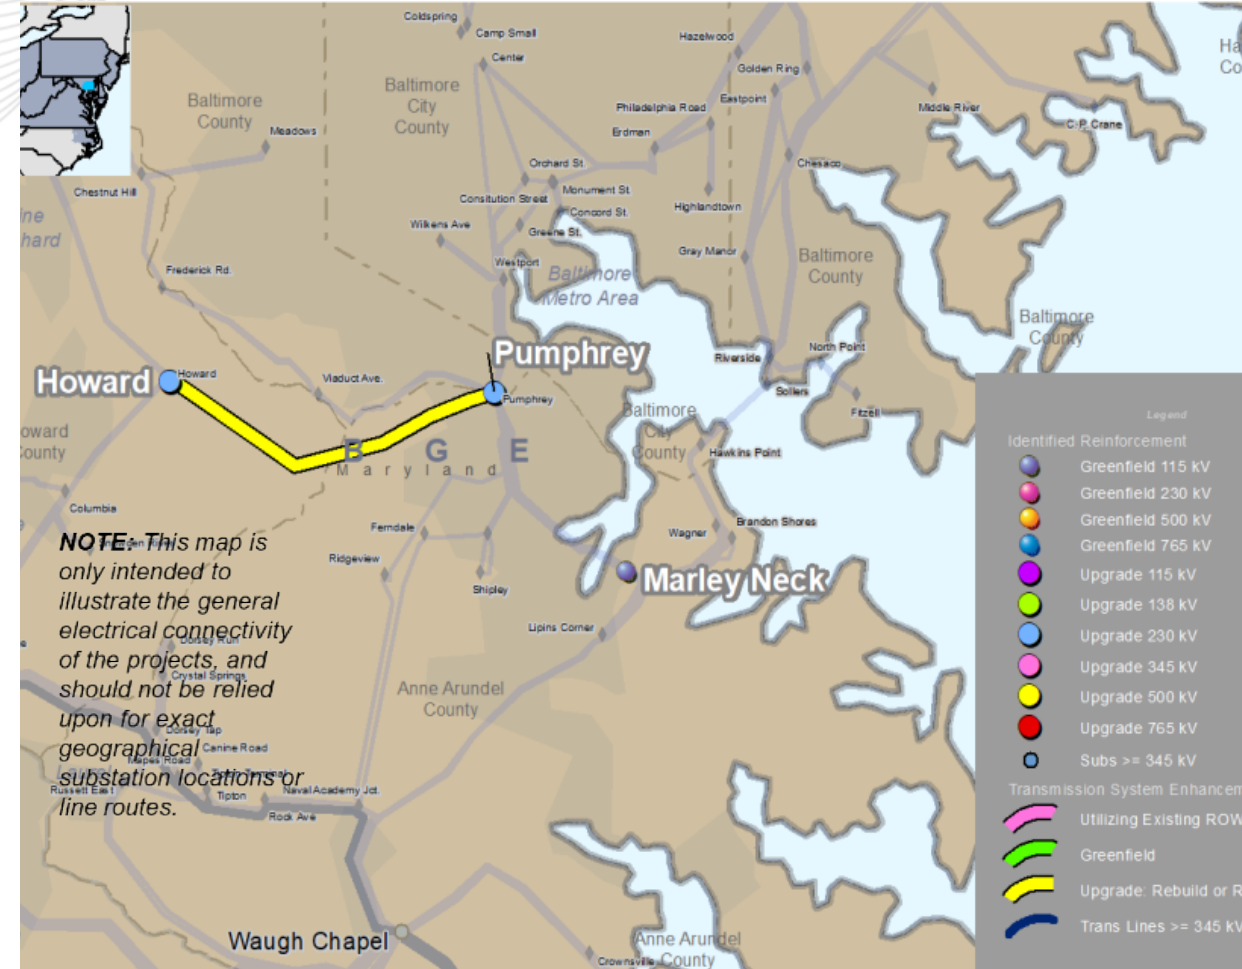 Coldspring
Camp Small
Center
Hazelwood
Golden Ring
Baltimore
City
County
Baltimore
County
Meadows
Philadelphia Road
Eastpoint
Erdman
Middle River
C.P. Crane
Chestnut Hill
Orchard St.
Chesaco
Monument St.
Consitution Street
Concord St.
Highlandtown
Wilkens Ave
Greene St.
Gray Manor
Baltimore
County
Westport
Baltimore
Metro Area
Frederick Rd.
Baltimore
County
Pumphrey
Riverside
North Point
Howard
Howard
Viaduct Ave.
Pumphrey
Sollers
Fitzell
Baltimore
City
County
Hawkins Point
B G E
Maryland
Columbia
Ferndale
Ridgeview
Shipley
Wagner
Brandon Shores
Marley Neck
Lipins Corner
NOTE: This map is
only intended to
illustrate the general
electrical connectivity
of the projects, and
should not be relied
upon for exact
geographical
substation locations or
line routes.
Dorsey Run
Crystal Springs
Dorsey Tap
Canine Road
Mapes Road
Russett East
Tipton
Naval Academy Jct.
Rock Ave
Anne Arundel
County
Waugh Chapel
Anne Arundel
County
Crownsville
Legend
Identified Reinforcement
Greenfield 115 kV
Greenfield 230 kV
Greenfield 500 kV
Greenfield 765 kV
Upgrade 115 kV
Upgrade 138 kV
Upgrade 230 kV
Upgrade 345 kV
Upgrade 500 kV
Upgrade 765 kV
Subs >= 345 kV
Transmission System Enhancem
Utilizing Existing ROW
Greenfield
Upgrade: Rebuild or R
Trans Lines >= 345 kV